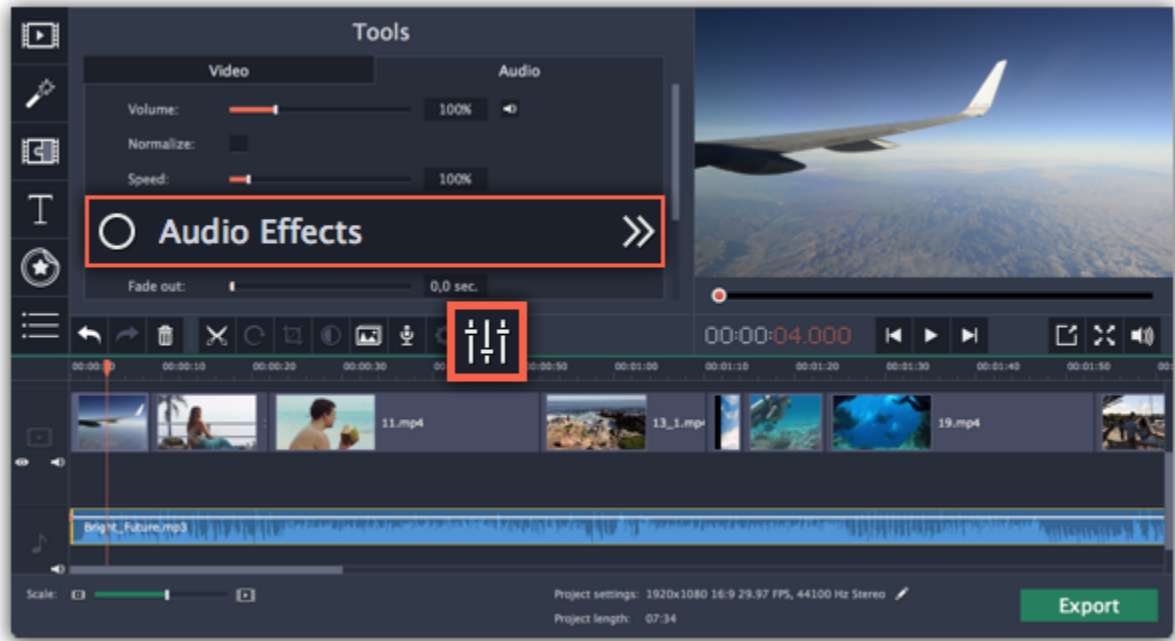 Tools
Video Audio
Volume: 100%
Normalize:
Speed: 100%
Audio Effects
Fade out: 0,0 sec.
00:00:04.000
00:00:10 00:00:20 00:00:30 00:00:50 00:01:00 00:01:10 00:01:20 00:01:30 00:01:40 00:01:50
11.mp4 13_1.mp4 19.mp4
Bright_Future.mp3
Scale:
Project settings: 1920x1080 16:9 29.97 FPS, 44100 Hz Stereo
Project length: 07:34
Export